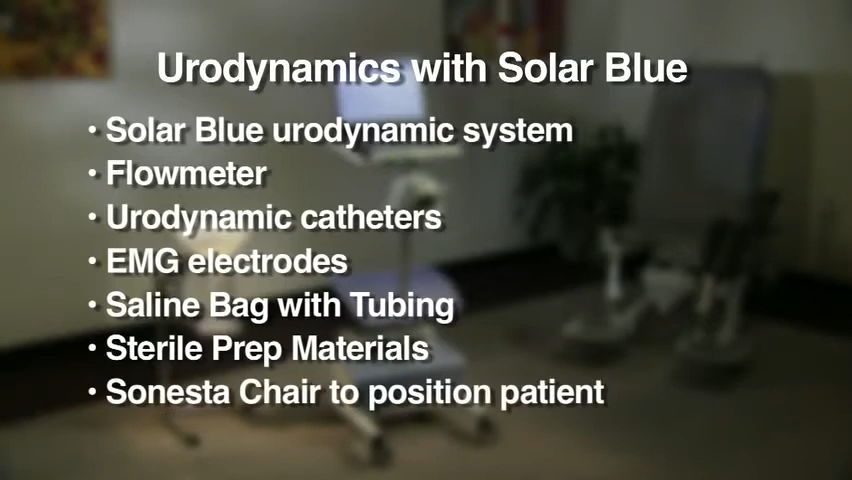 Urodynamics with Solar Blue
• Solar Blue urodynamic system
• Flowmeter
• Urodynamic catheters
• EMG electrodes
• Saline Bag with Tubing
• Sterile Prep Materials
• Sonesta Chair to position patient